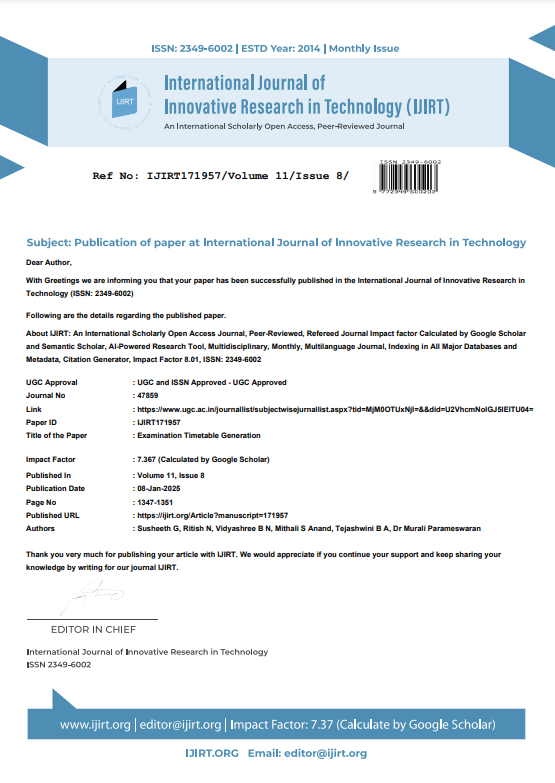 ISSN: 2349-6002 | ESTD Year: 2014 | Monthly Issue
IJIRT
International Journal of
Innovative Research in Technology (IJIRT)
An International Scholarly Open Access, Peer-Reviewed Journal
Ref No: IJIRT171957/Volume 11/Issue 8/
ISSN 2349-6002
Subject: Publication of paper at International Journal of Innovative Research in Technology
Dear Author,
With Greetings we are informing you that your paper has been successfully published in the International Journal of Innovative Research in
Technology (ISSN: 2349-6002)
Following are the details regarding the published paper.
About IJIRT: An International Scholarly Open Access Journal, Peer-Reviewed, Refereed Journal Impact factor Calculated by Google Scholar
and Semantic Scholar, AI-Powered Research Tool, Multidisciplinary, Monthly, Multilanguage Journal, Indexing in All Major Databases and
Metadata, Citation Generator, Impact Factor 8.01, ISSN: 2349-6002
UGC Approval : UGC and ISSN Approved - UGC Approved
Journal No : 47859
Link : https://www.ugc.ac.in/journallist/subjectwisejournallist.aspx?tid=MjM0OTUxNjI=&&did=U2VhcmNoIGJ5IElTU04=
Paper ID : IJIRT171957
Title of the Paper : Examination Timetable Generation
Impact Factor : 7.367 (Calculated by Google Scholar)
Published In : Volume 11, Issue 8
Publication Date : 08-Jan-2025
Page No : 1347-1351
Published URL : https://ijirt.org/Article?manuscript=171957
Authors : Susheeth G, Ritish N, Vidyashree B N, Mithali S Anand, Tejashwini B A, Dr Murali Parameswaran
Thank you very much for publishing your article with IJIRT. We would appreciate if you continue your support and keep sharing your
knowledge by writing for our journal IJIRT.
EDITOR IN CHIEF
International Journal of Innovative Research in Technology
ISSN 2349-6002
www.ijirt.org | editor@ijirt.org | Impact Factor: 7.37 (Calculate by Google Scholar)
IJIRT.ORG Email: editor@ijirt.org